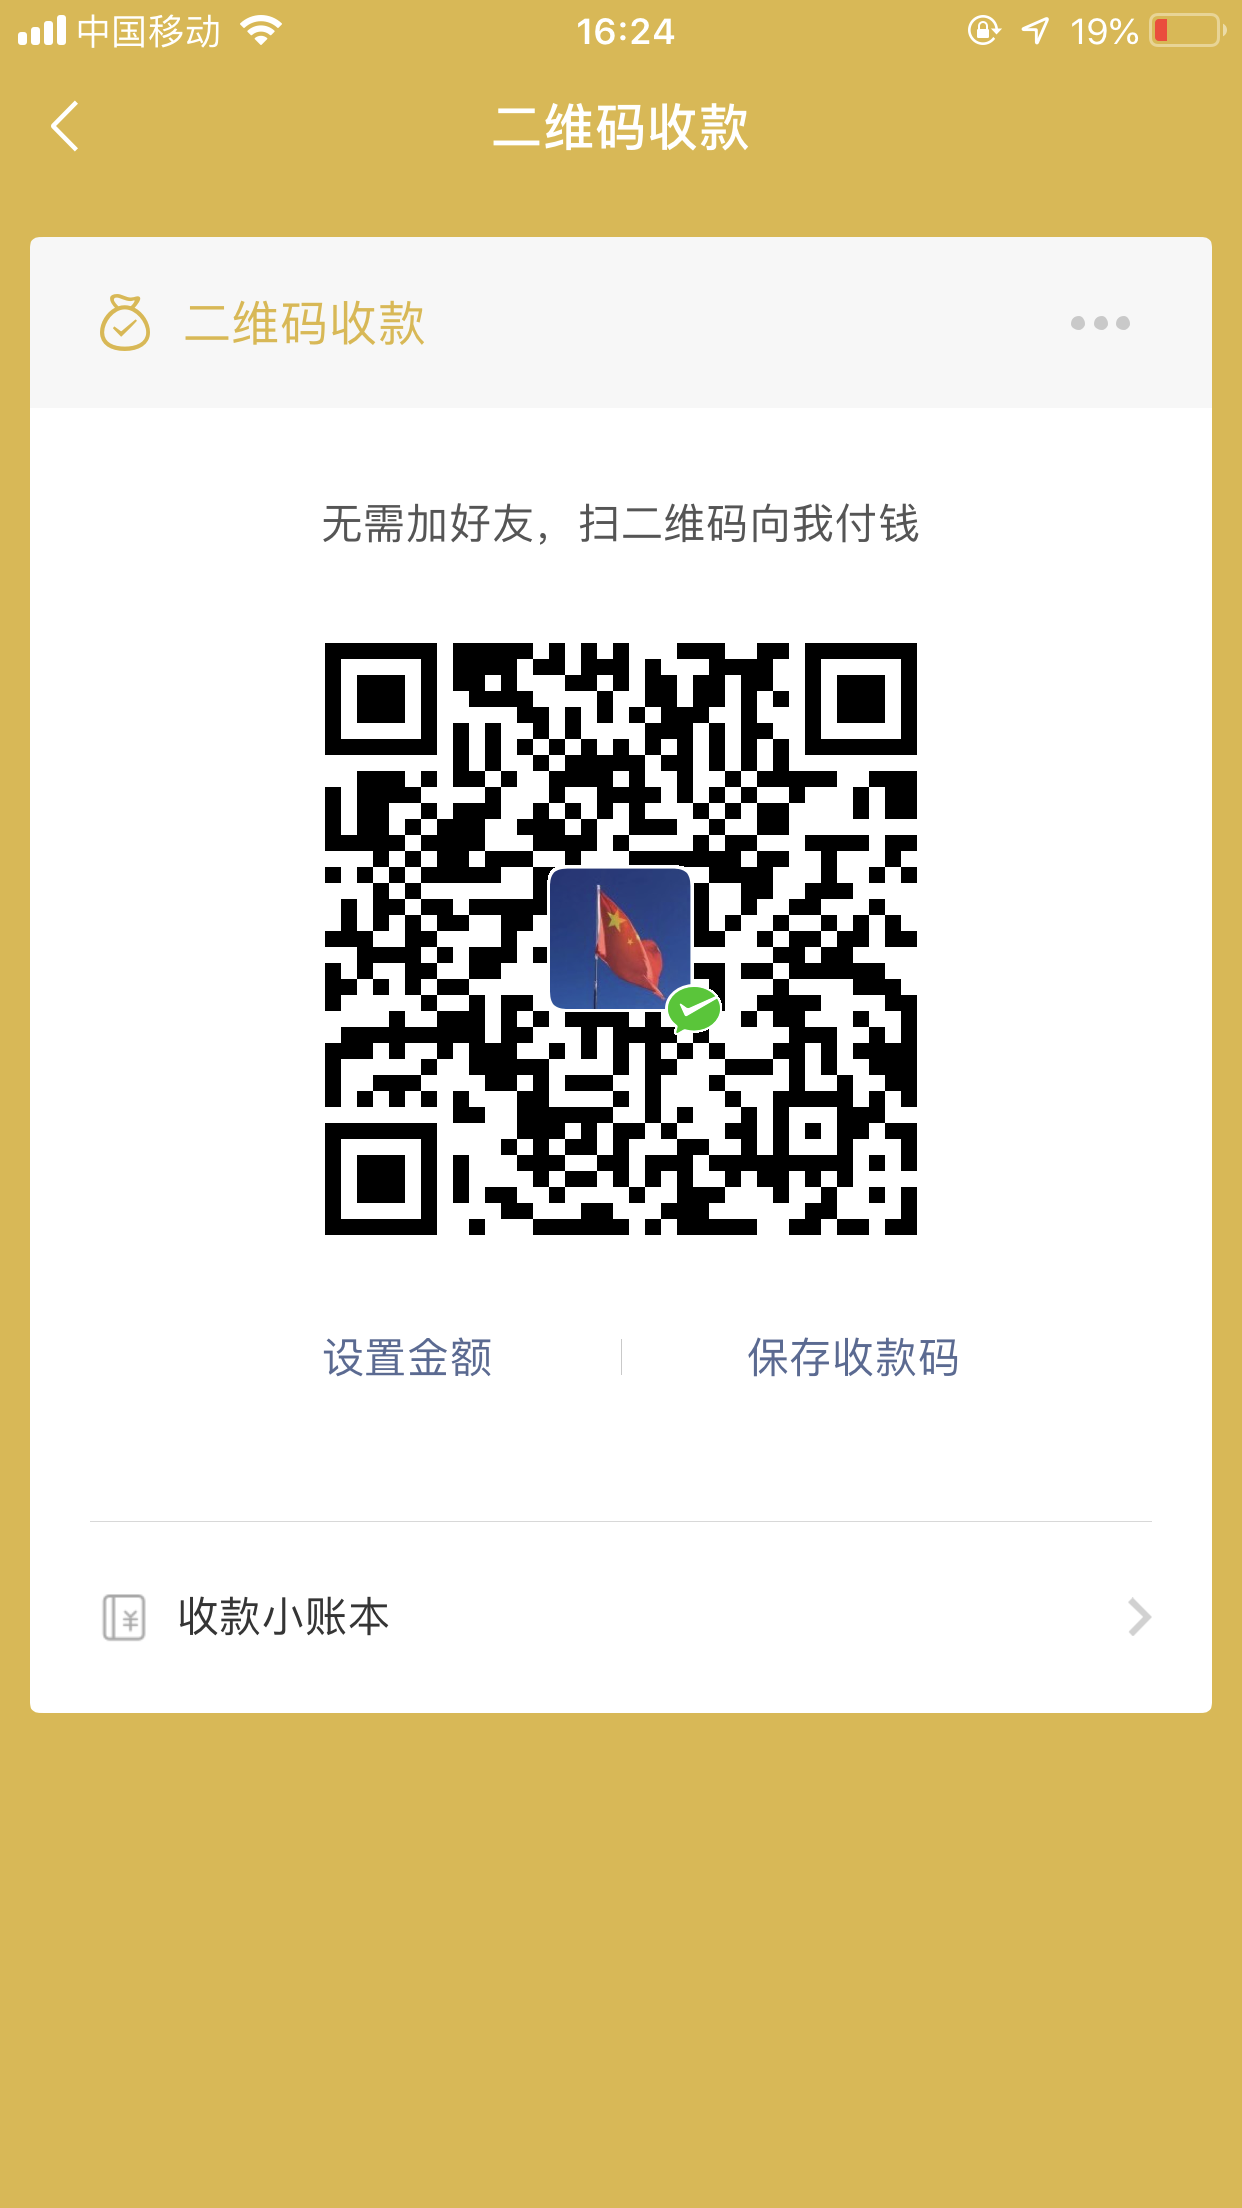 中国移动 16:24 19%
二维码收款
二维码收款
无需加好友，扫二维码向我付钱
设置金额 保存收款码
收款小账本